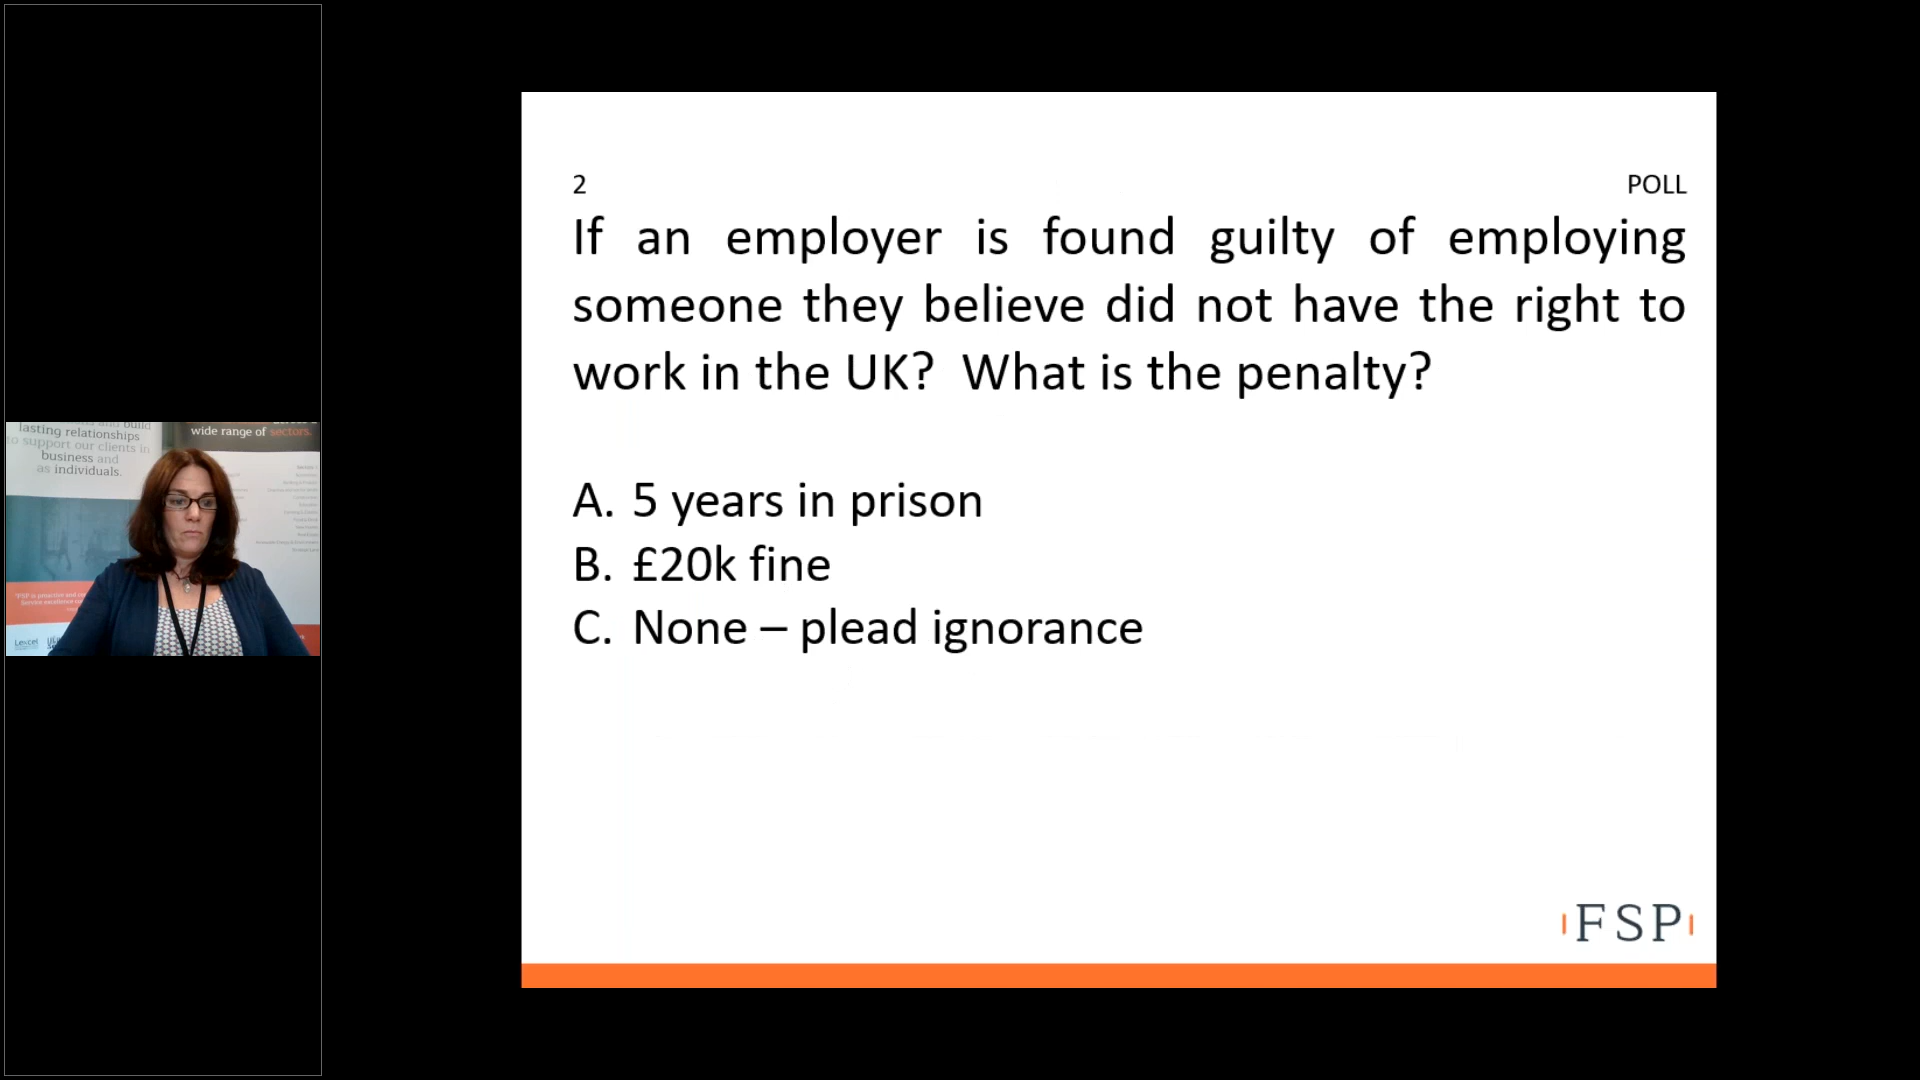 lasting relationships
to support our clients in
business and
as individuals.
wide range of sectors.
2
POLL
If an employer is found guilty of employing
someone they believe did not have the right to
work in the UK? What is the penalty?
A. 5 years in prison
B. £20k fine
C. None – plead ignorance
FSP